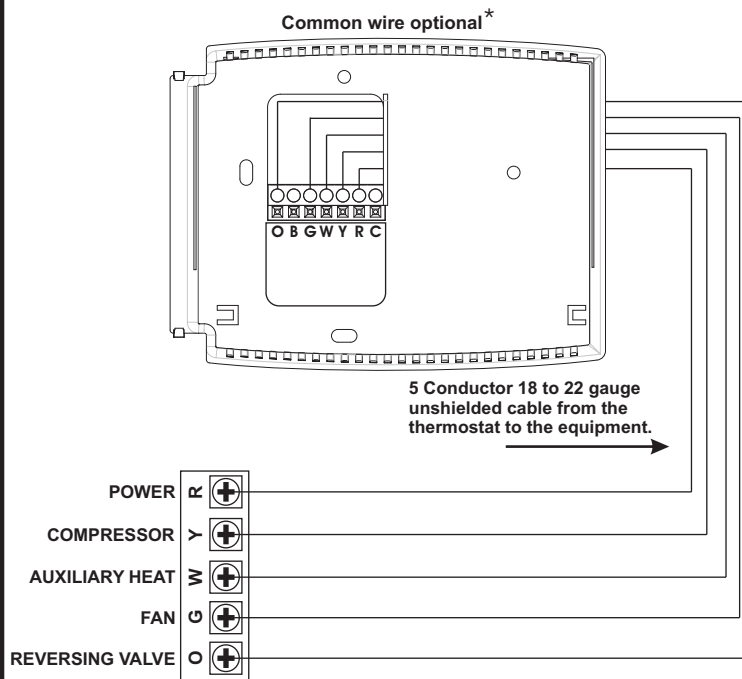 Common wire optional*
O B G W Y R C
5 Conductor 18 to 22 gauge
unshielded cable from the
thermostat to the equipment.
POWER R
COMPRESSOR Y
AUXILIARY HEAT W
FAN G
REVERSING VALVE O